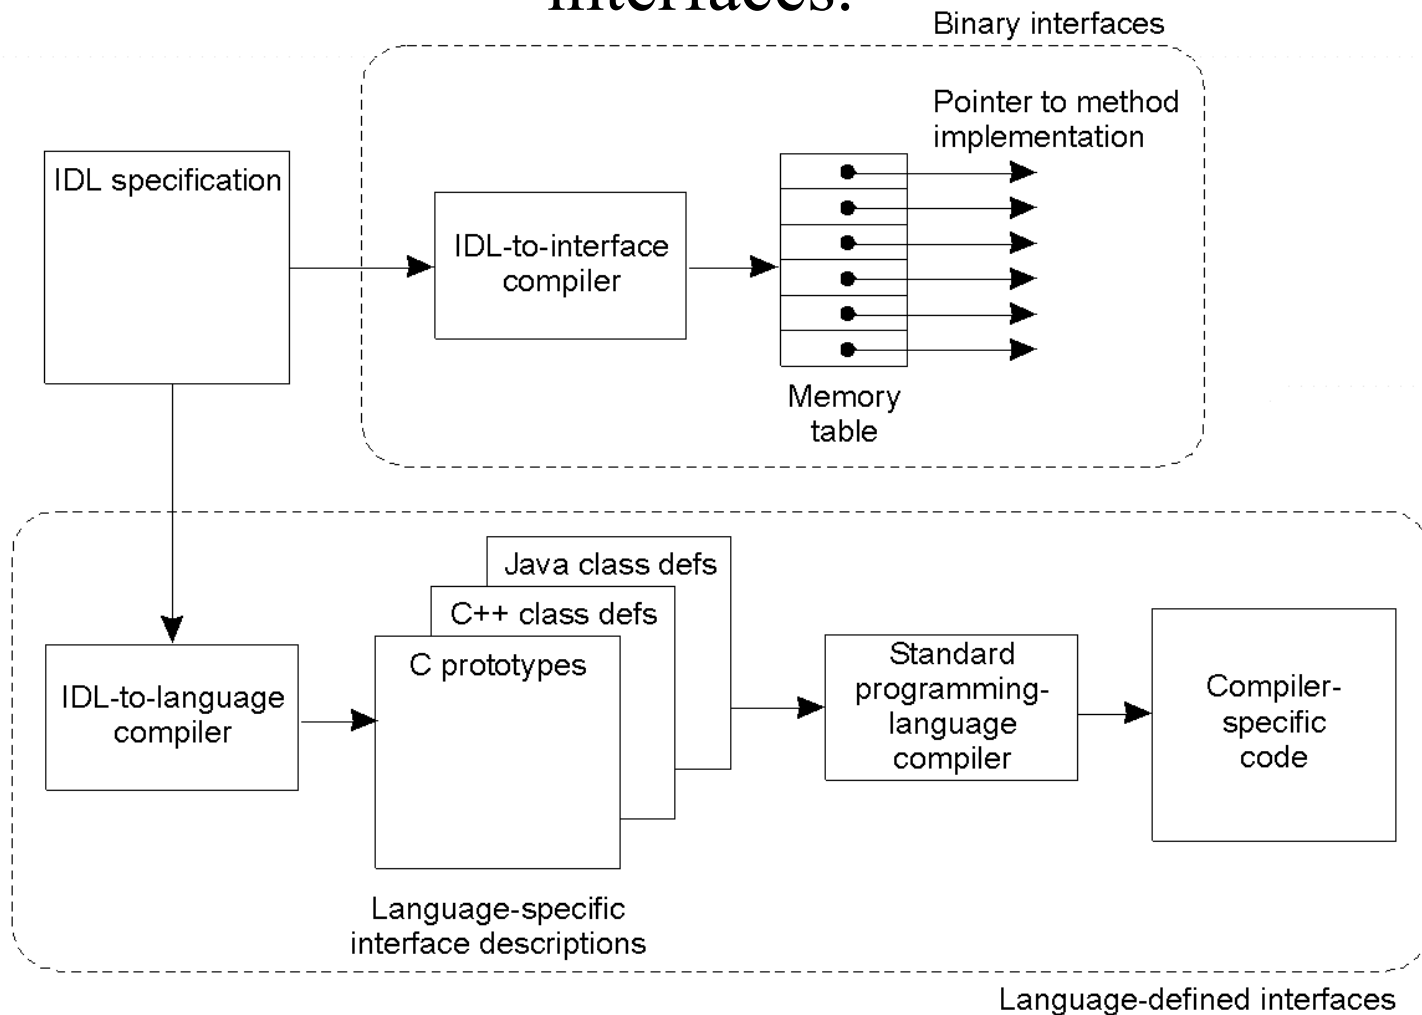 interfaces.
Binary interfaces
Pointer to method
implementation
IDL specification
IDL-to-interface
compiler
Memory
table
Java class defs
C++ class defs
C prototypes
IDL-to-language
compiler
Standard
programming-
language
compiler
Compiler-
specific
code
Language-specific
interface descriptions
Language-defined interfaces